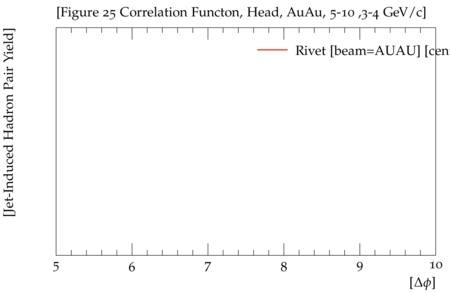 [Figure 25 Correlation Functon, Head, AuAu, 5-10 ,3-4 GeV/c]
[Jet-Induced Hadron Pair Yield]
Rivet [beam=AUAU] [cen
5 6 7 8 9 10
[Δϕ]